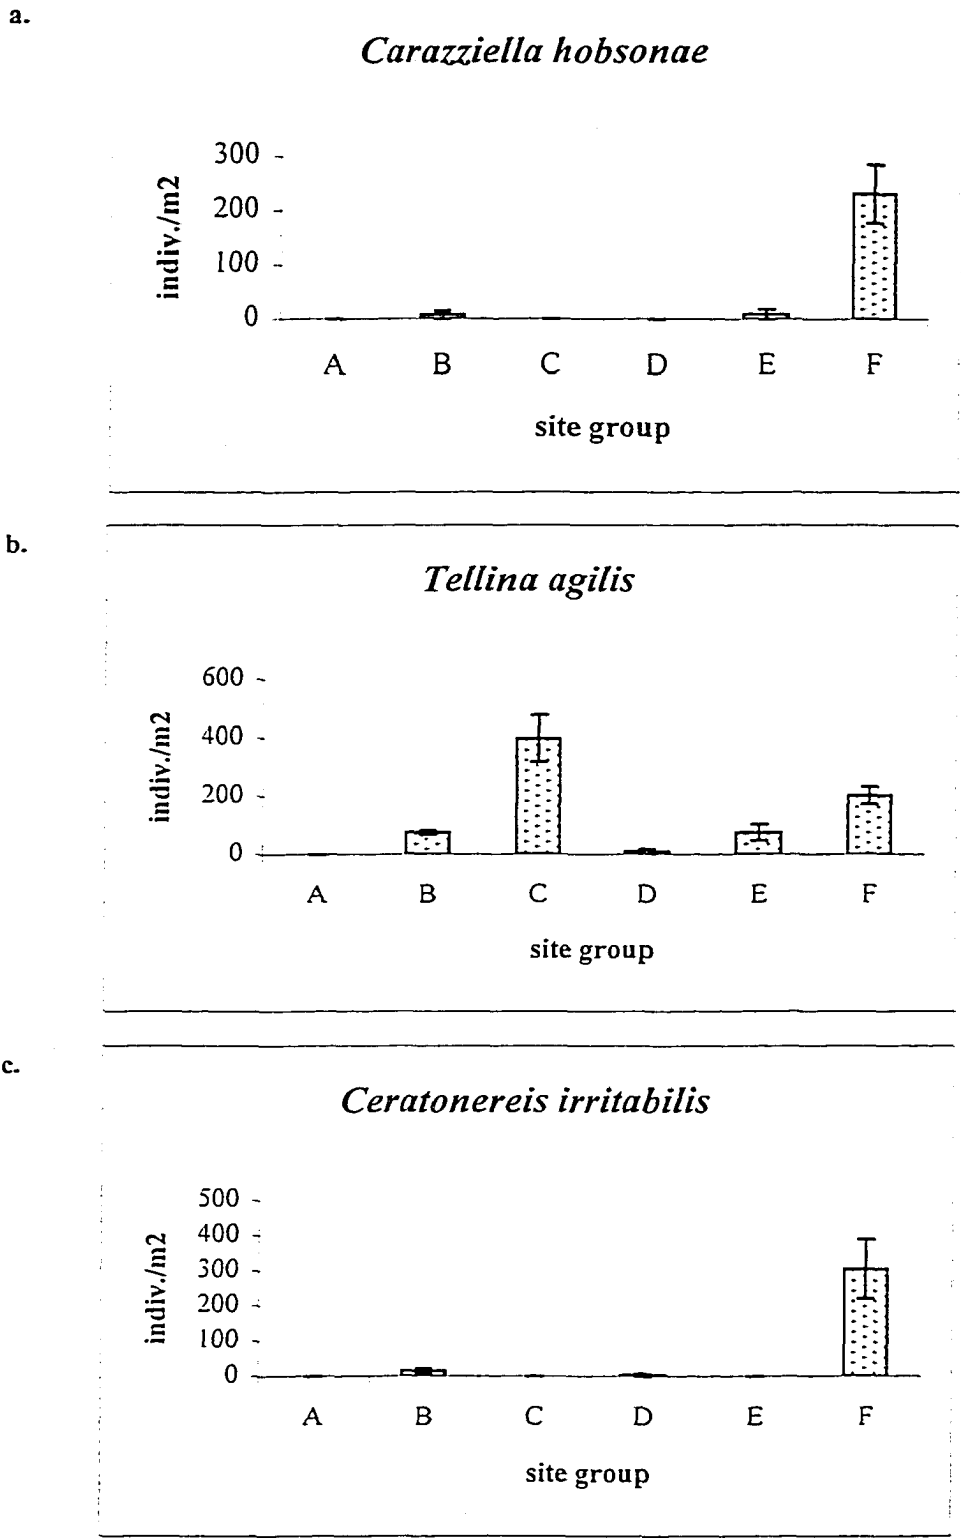 a.
Carazziella hobsonae
300
200
100
0
indiv./m2
A B C D E F
site group
b.
Tellina agilis
600
400
200
0
indiv./m2
A B C D E F
site group
c.
Ceratonereis irritabilis
500
400
300
200
100
0
indiv./m2
A B C D E F
site group